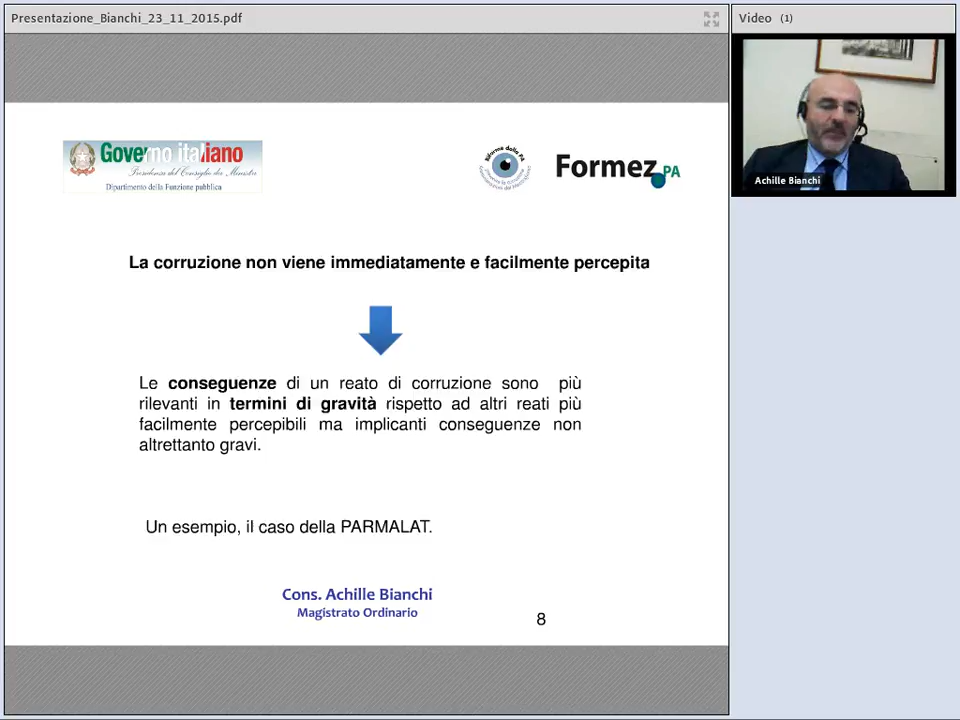 Presentazione_Bianchi_23_11_2015.pdf
Video (1)
Achille Bianchi
Governo italiano
Presidenza del Consiglio dei Ministri
Dipartimento della Funzione pubblica
Riforme della PA
Formez PA
La corruzione non viene immediatamente e facilmente percepita
Le conseguenze di un reato di corruzione sono più
rilevanti in termini di gravità rispetto ad altri reati più
facilmente percepibili ma implicanti conseguenze non
altrettanto gravi.
Un esempio, il caso della PARMALAT.
Cons. Achille Bianchi
Magistrato Ordinario
8